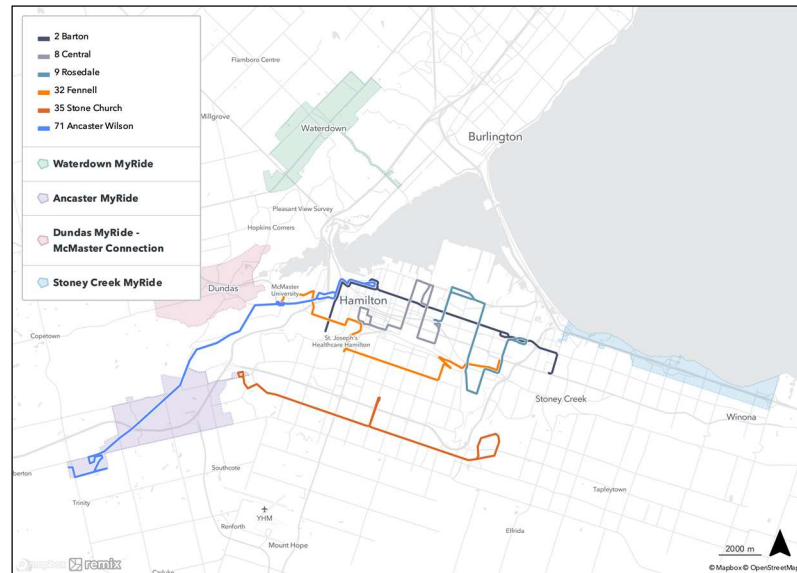 2 Barton
8 Central
9 Rosedale
32 Fennell
35 Stone Church
71 Ancaster Wilson
Waterdown MyRide
Ancaster MyRide
Dundas MyRide -
McMaster Connection
Stoney Creek MyRide
Flamboro Centre
Millgrove
Waterdown
Burlington
Pleasant View Survey
Hopkins Corners
Dundas
McMaster
University
Hamilton
Copetown
St. Joseph's
Healthcare Hamilton
Stoney Creek
Winona
berton
Southcote
Trinity
Tapleytown
YHM
Renforth
Elfrida
Mount Hope
2000 m
mapbox
remix
© Mapbox © OpenStreetMap